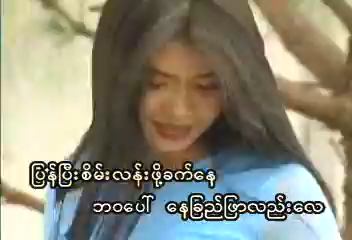 ပြန်ပြီးစိမ်းလန်းဖို့ခက်နေ
ဘဝပေါ် နေခြည်ဖြာလည်းလေ